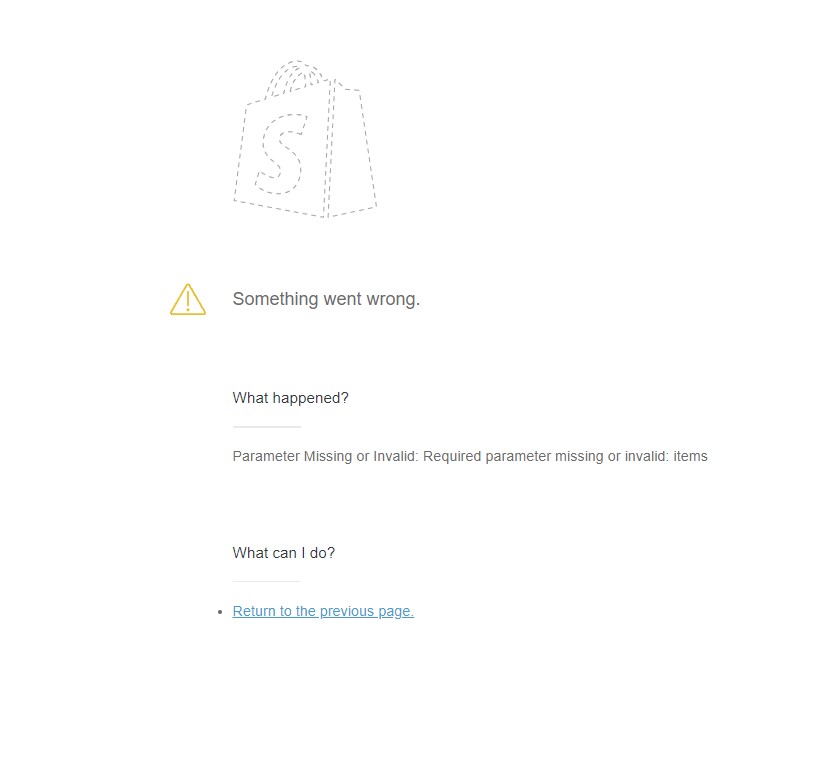 S
Something went wrong.
What happened?
Parameter Missing or Invalid: Required parameter missing or invalid: items
What can I do?
Return to the previous page.